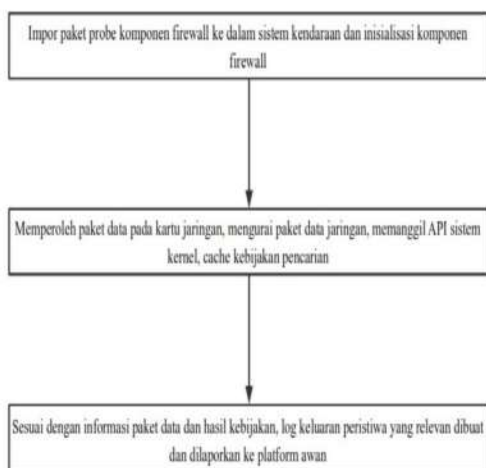 Impor paket probe komponen firewall ke dalam sistem kendaraan dan inisialisasi komponen
firewall
Memperoleh paket data pada kartu jaringan, mengurai paket data jaringan, memanggil API sistem
kernel, cache kebijakan pencarian
Sesuai dengan informasi paket data dan hasil kebijakan, log keluaran peristiwa yang relevan dibuat
dan dilaporkan ke platform awan